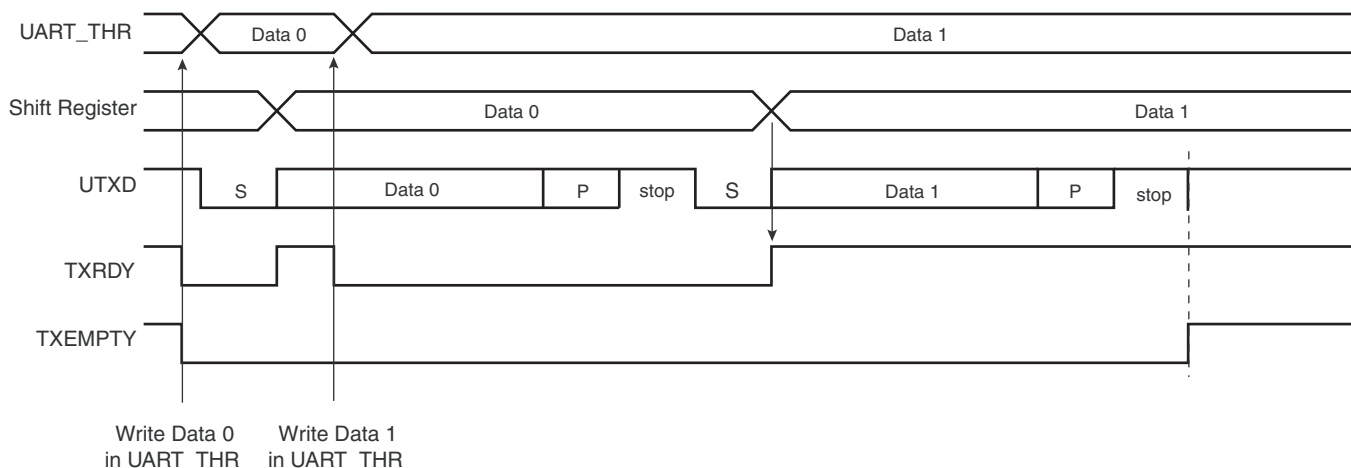 UART_THR Data 0 Data 1
Shift Register Data 0 Data 1
UTXD S Data 0 P stop S Data 1 P stop
TXRDY
TXEMPTY
Write Data 0 Write Data 1
in UART_THR in UART_THR